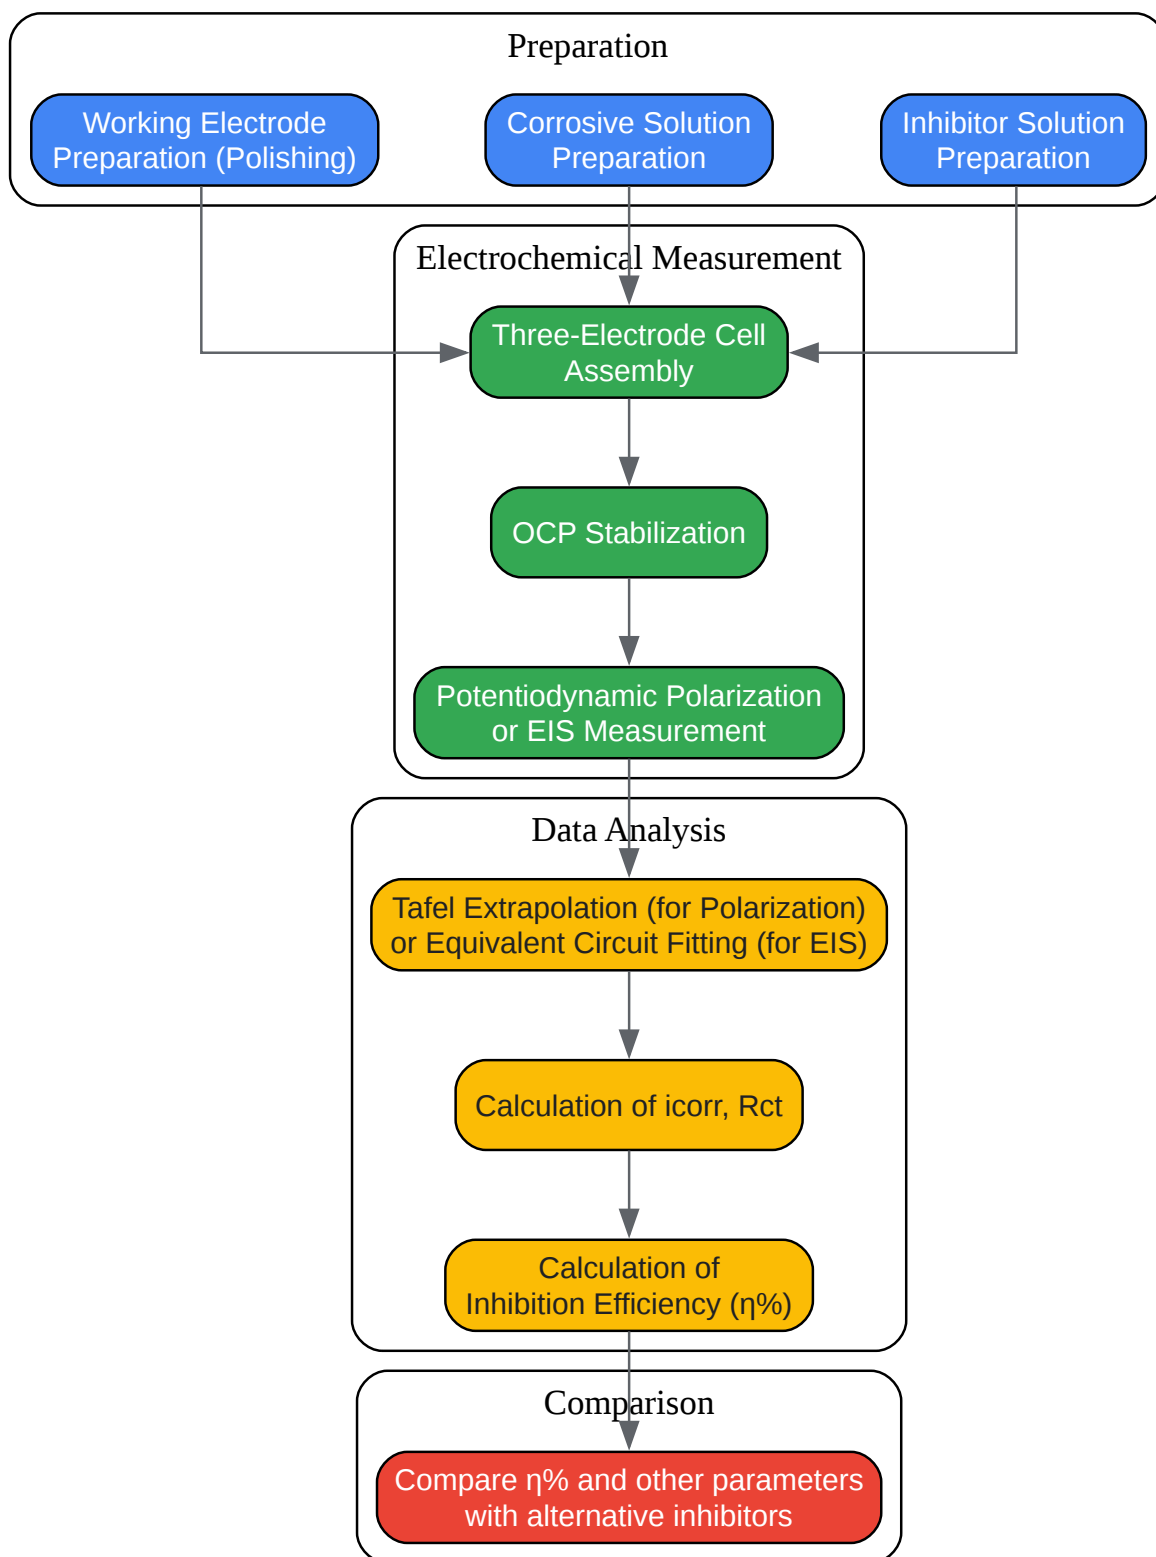 Preparation
Working Electrode
Preparation (Polishing)
Corrosive Solution
Preparation
Inhibitor Solution
Preparation
Electrochemical Measurement
Three-Electrode Cell
Assembly
OCP Stabilization
Potentiodynamic Polarization
or EIS Measurement
Data Analysis
Tafel Extrapolation (for Polarization)
or Equivalent Circuit Fitting (for EIS)
Calculation of icorr, Rct
Calculation of
Inhibition Efficiency (η%)
Comparison
Compare η% and other parameters
with alternative inhibitors